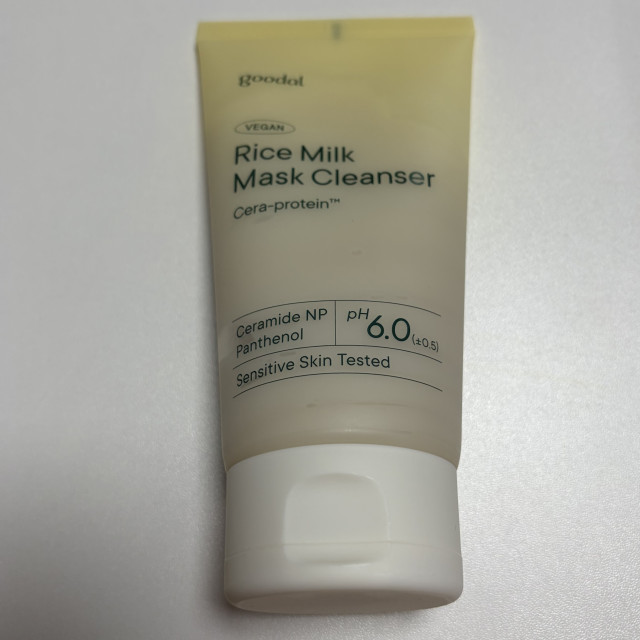 goodal
VEGAN
Rice Milk
Mask Cleanser
Cera-protein™
Ceramide NP
Panthenol
pH 6.0 (±0.5)
Sensitive Skin Tested